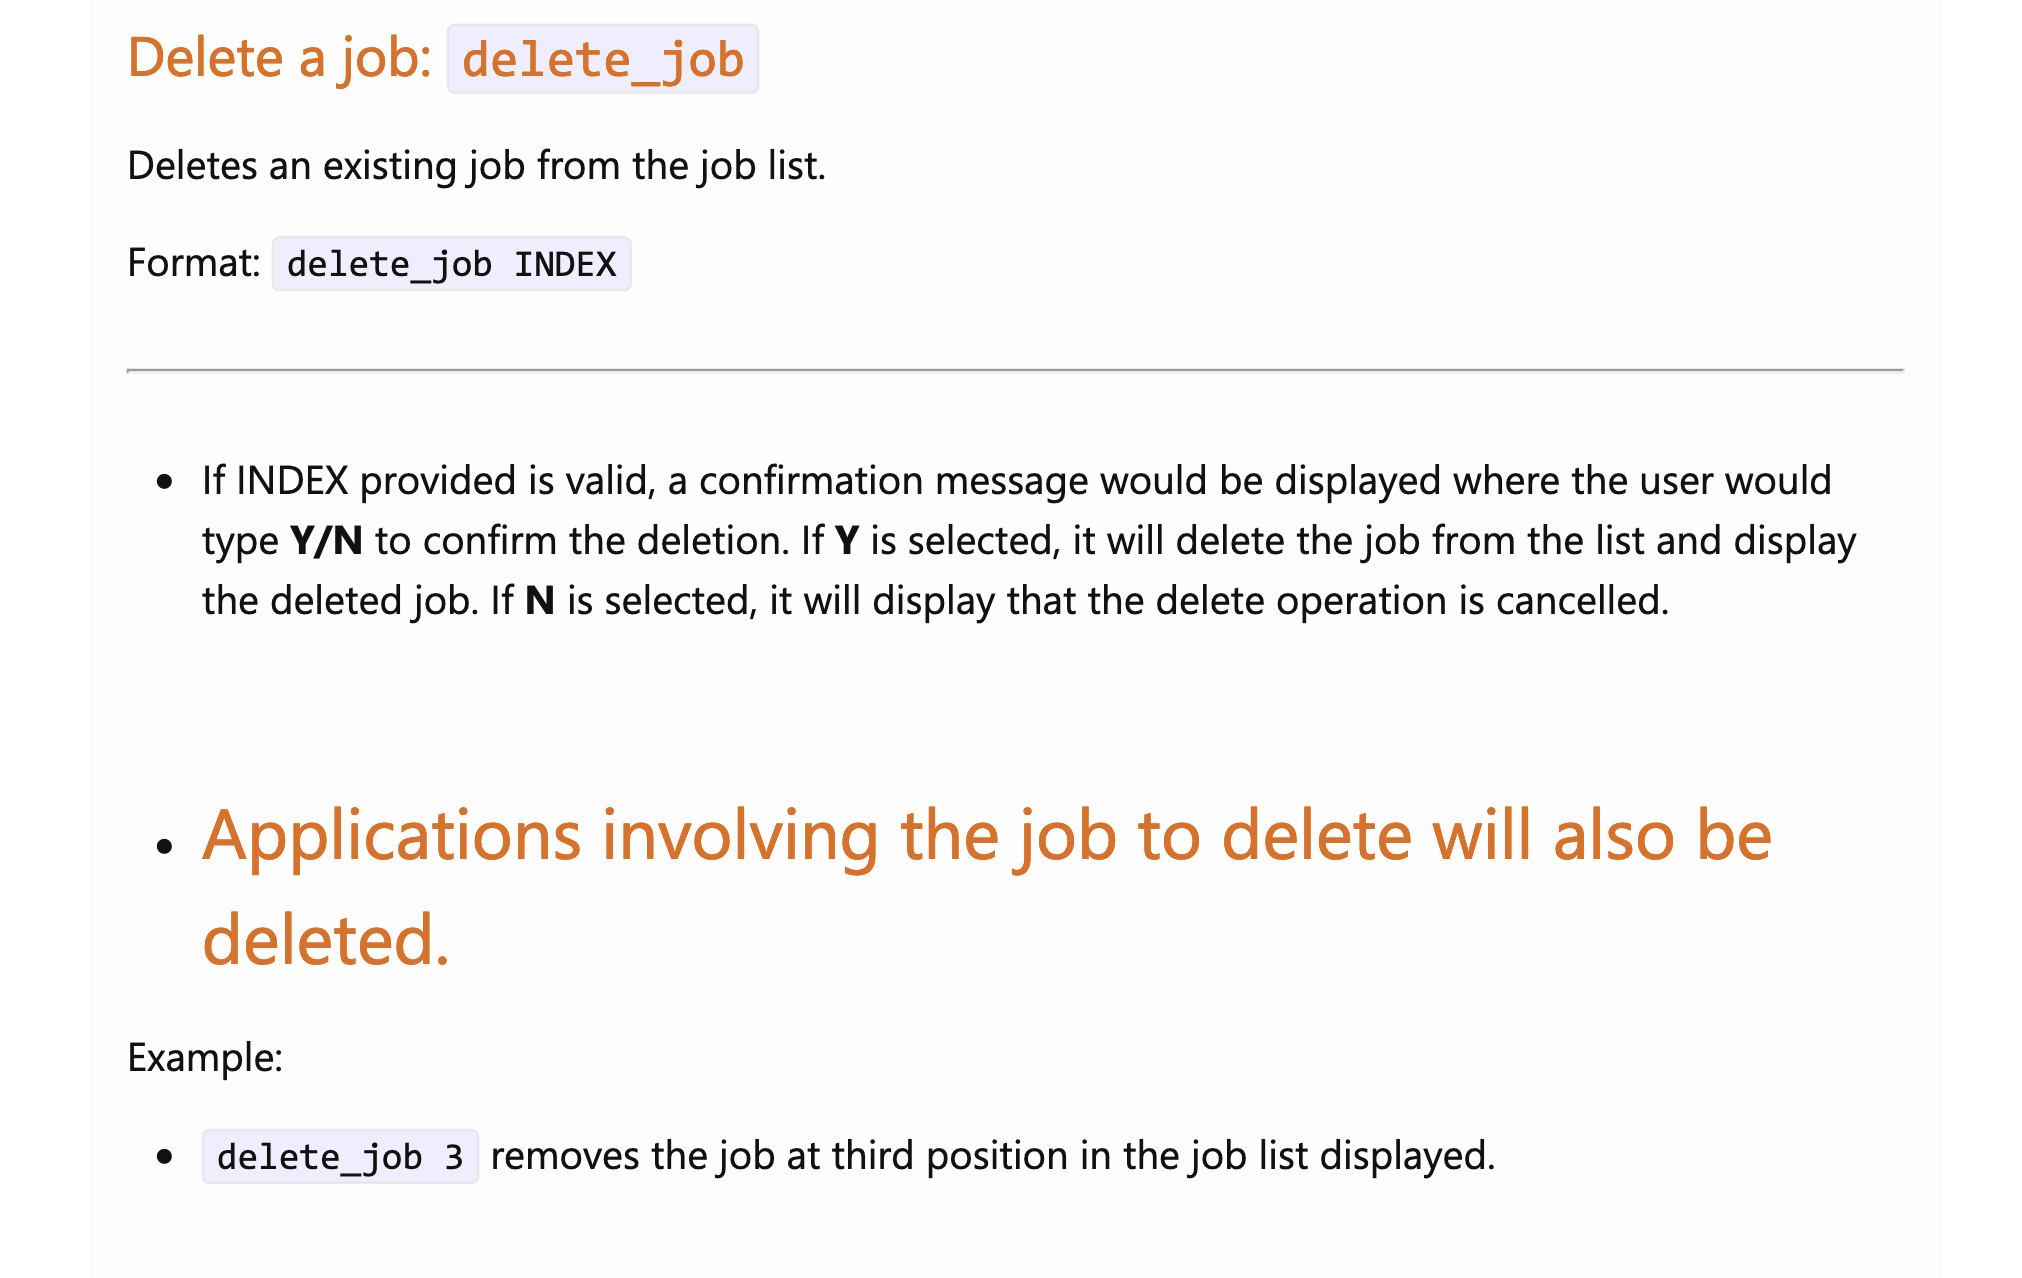 Delete a job: delete_job
Deletes an existing job from the job list.
Format: delete_job INDEX
• If INDEX provided is valid, a confirmation message would be displayed where the user would
type Y/N to confirm the deletion. If Y is selected, it will delete the job from the list and display
the deleted job. If N is selected, it will display that the delete operation is cancelled.
• Applications involving the job to delete will also be
deleted.
Example:
• delete_job 3 removes the job at third position in the job list displayed.